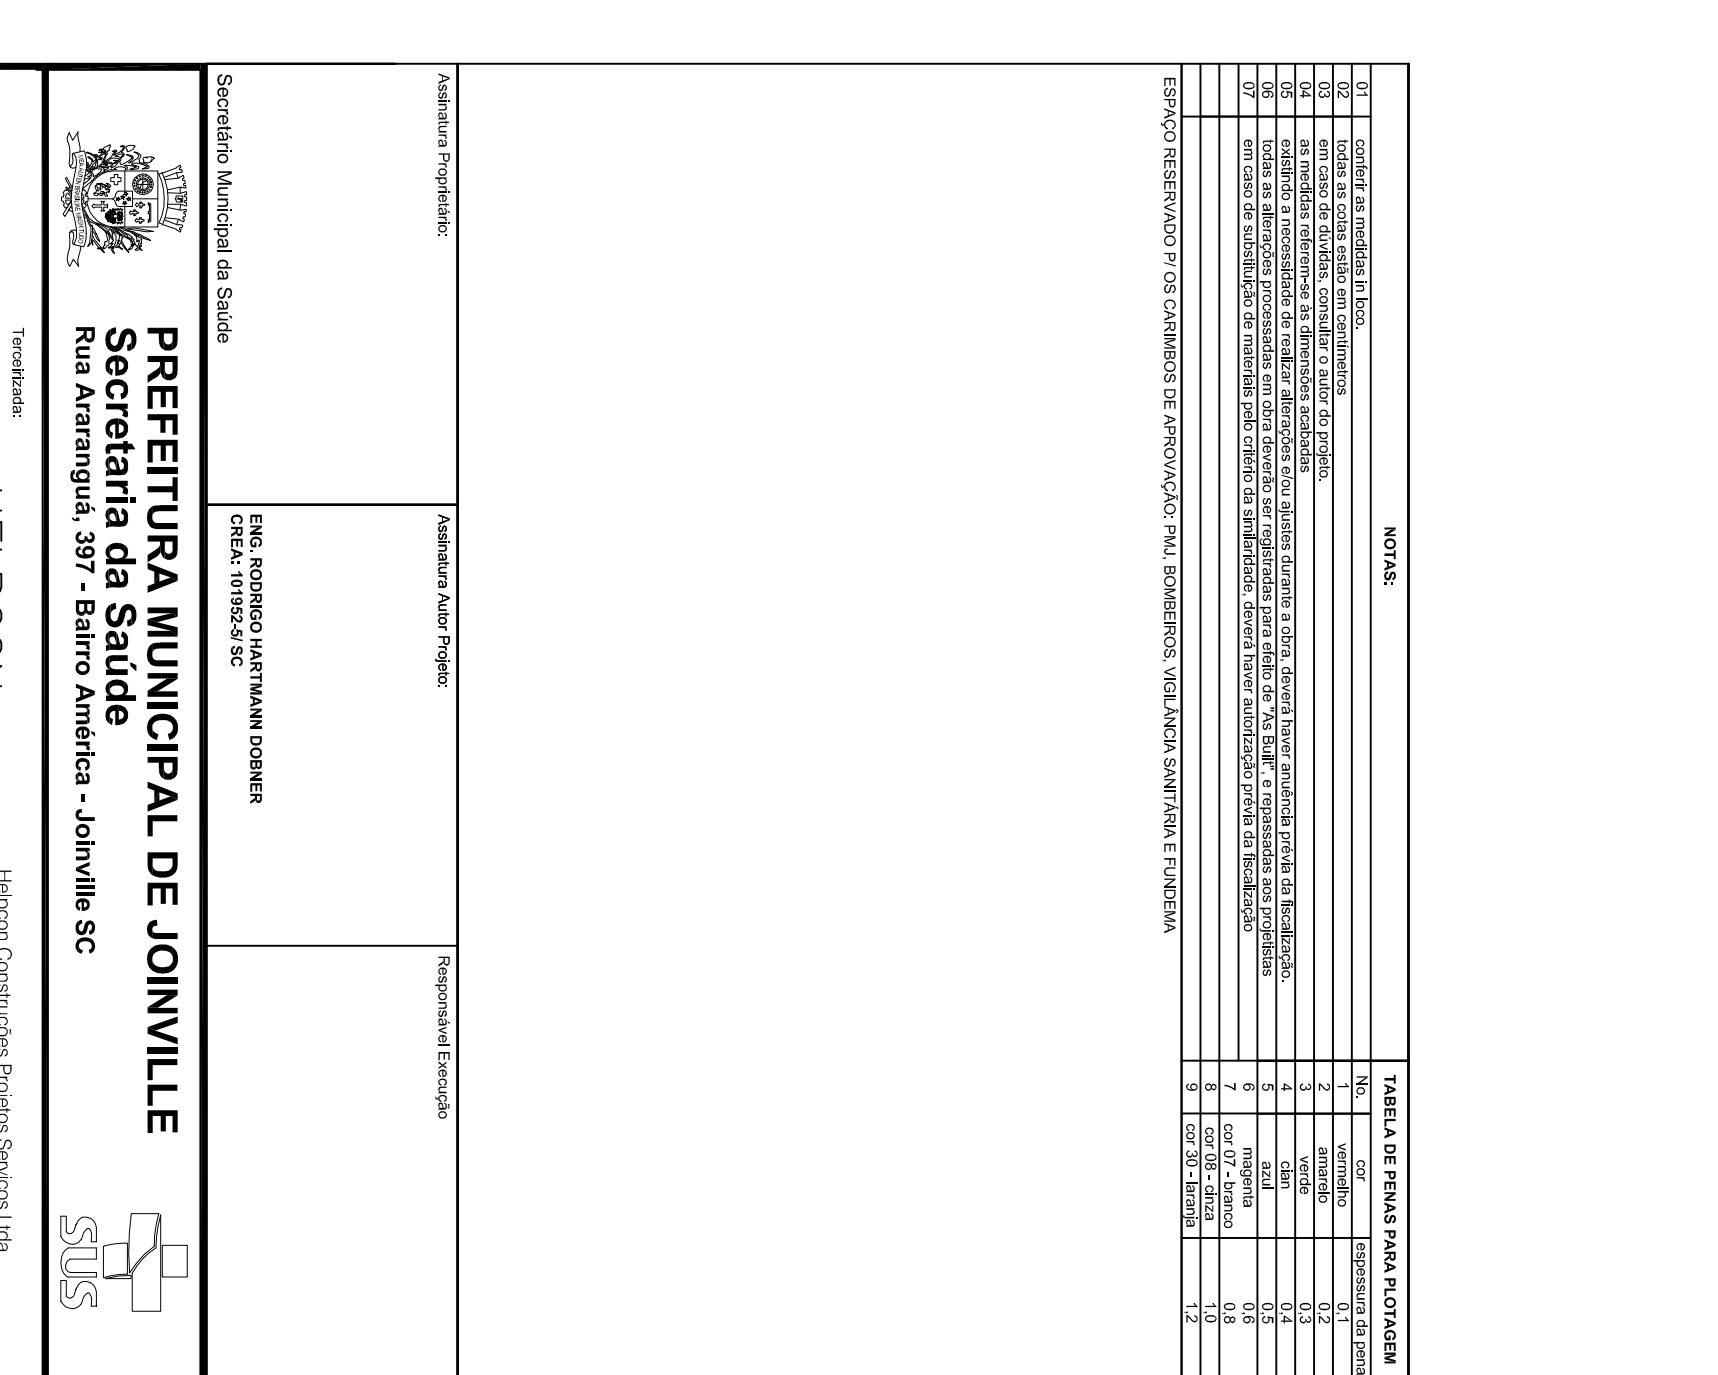 NOTAS:
01 conferir as medidas in loco.
02 todas as cotas estão em centímetros
03 em caso de dúvidas, consultar o autor do projeto.
04 as medidas referem-se às dimensões acabadas
05 existindo a necessidade de realizar alterações e/ou ajustes durante a obra, deverá haver anuência prévia da fiscalização.
06 todas as alterações processadas em obra deverão ser registradas para efeito de "As Built", e repassadas aos projetistas
07 em caso de substituição de materiais pelo critério da similaridade, deverá haver autorização prévia da fiscalização
TABELA DE PENAS PARA PLOTAGEM
No. cor espessura da pena
1 vermelho 0,1
2 amarelo 0,2
3 verde 0,3
4 cian 0,4
5 azul 0,5
6 magenta 0,6
7 cor 07 - branco 0,8
8 cor 08 - cinza 1,0
9 cor 30 - laranja 1,2
ESPAÇO RESERVADO P/ OS CARIMBOS DE APROVAÇÃO: PMJ, BOMBEIROS, VIGILÂNCIA SANITÁRIA E FUNDEMA
Assinatura Proprietário:
Secretário Municipal da Saúde
Assinatura Autor Projeto:
ENG. RODRIGO HARTMANN DOBNER
CREA: 101952-5/ SC
Responsável Execução
PREFEITURA MUNICIPAL DE JOINVILLE
Secretaria da Saúde
Rua Araranguá, 397 - Bairro América - Joinville SC
SUS
Terceirizada:
Helpcon Construções Projetos Serviços Ltda